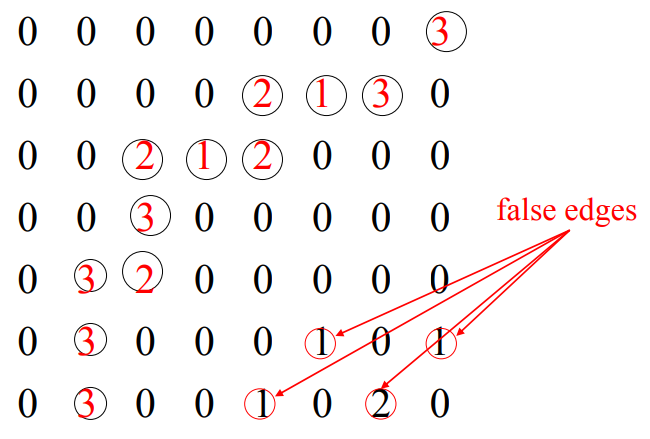 0 0 0 0 0 0 0 3
0 0 0 0 2 1 3 0
0 0 2 1 2 0 0 0
0 0 3 0 0 0 0 0
false edges
0 3 2 0 0 0 0 0
0 3 0 0 0 1 0 1
0 3 0 0 1 0 2 0